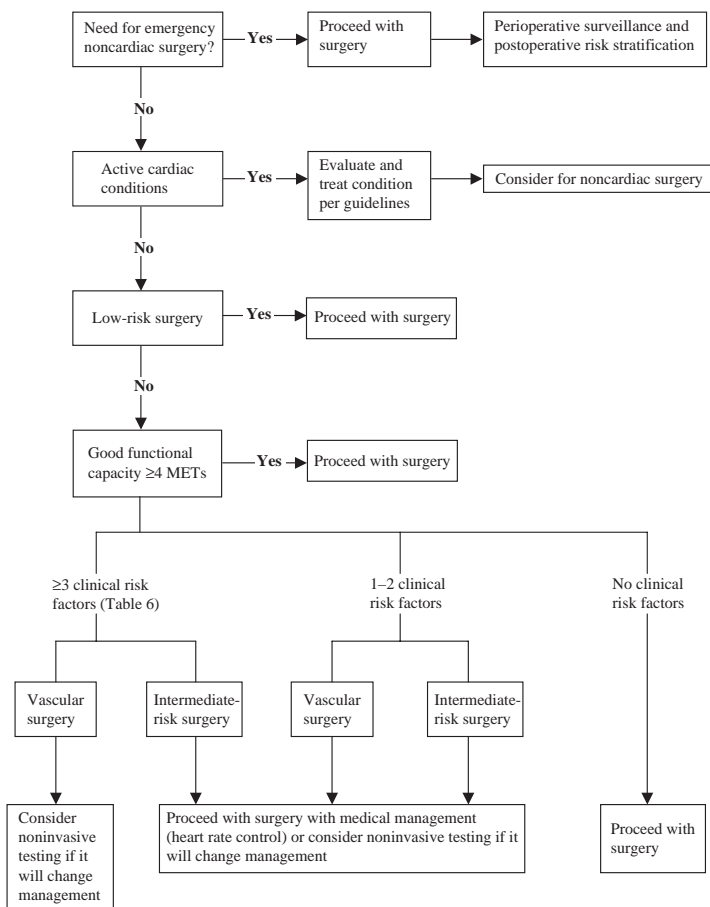 Need for emergency
noncardiac surgery?
Yes
Proceed with
surgery
Perioperative surveillance and
postoperative risk stratification
No
Active cardiac
conditions
Yes
Evaluate and
treat condition
per guidelines
Consider for noncardiac surgery
No
Low-risk surgery
Yes
Proceed with surgery
No
Good functional
capacity ≥4 METs
Yes
Proceed with surgery
≥3 clinical risk
factors (Table 6)
1–2 clinical
risk factors
No clinical
risk factors
Vascular
surgery
Intermediate-
risk surgery
Vascular
surgery
Intermediate-
risk surgery
Consider
noninvasive
testing if it
will change
management
Proceed with surgery with medical management
(heart rate control) or consider noninvasive testing if it
will change management
Proceed with
surgery